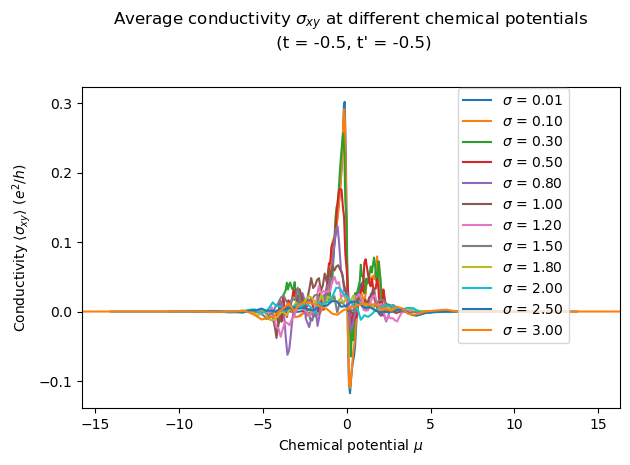 Average conductivity σxy at different chemical potentials
(t = -0.5, t' = -0.5)
Conductivity ⟨σxy⟩ (e²/h)
0.3
0.2
0.1
0.0
−0.1
−15
−10
−5
0
5
10
15
Chemical potential μ
σ = 0.01
σ = 0.10
σ = 0.30
σ = 0.50
σ = 0.80
σ = 1.00
σ = 1.20
σ = 1.50
σ = 1.80
σ = 2.00
σ = 2.50
σ = 3.00